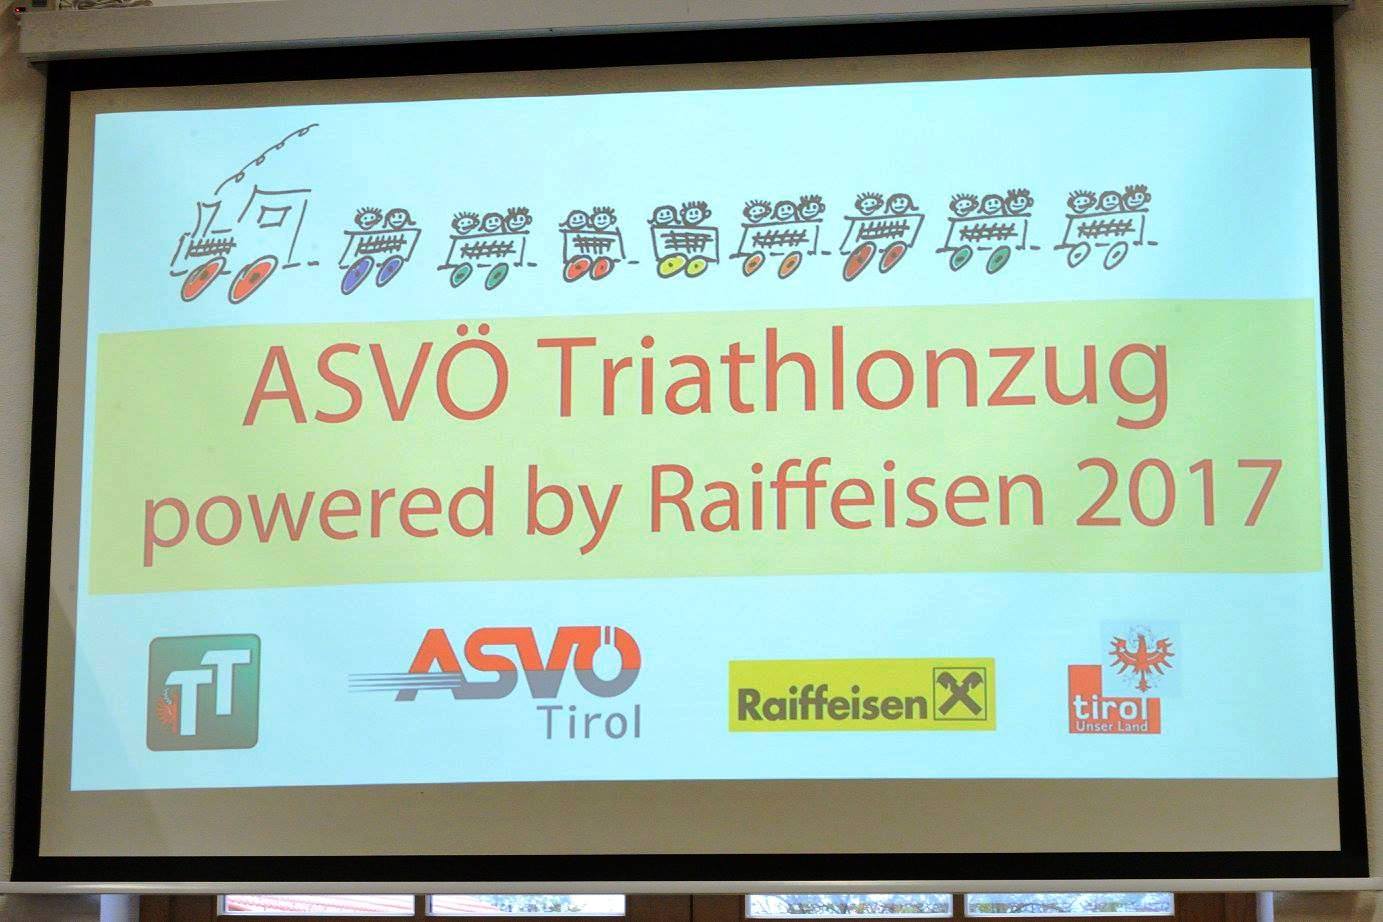 ASVÖ Triathlonzug
powered by Raiffeisen 2017
TT
ASVÖ
Tirol
Raiffeisen
tirol
Unser Land